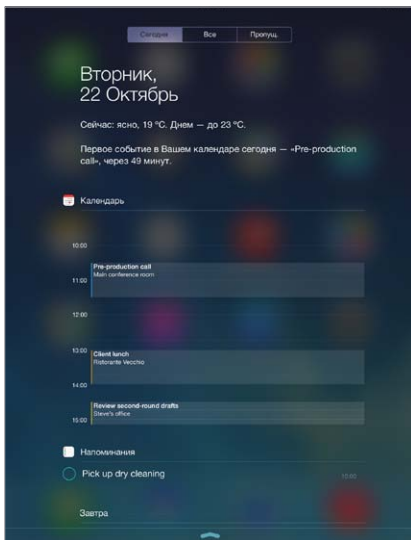 Сегодня Все Пропущ.
Вторник,
22 Октябрь
Сейчас: ясно, 19 °C. Днем — до 23 °C.
Первое событие в Вашем календаре сегодня — «Pre-production
call», через 49 минут.
Календарь
10:00
Pre-production call
Main conference room
11:00
12:00
13:00
Client lunch
Ristorante Vecchio
14:00
Review second-round drafts
Steve's office
15:00
Напоминания
Pick up dry cleaning
10:00
Завтра